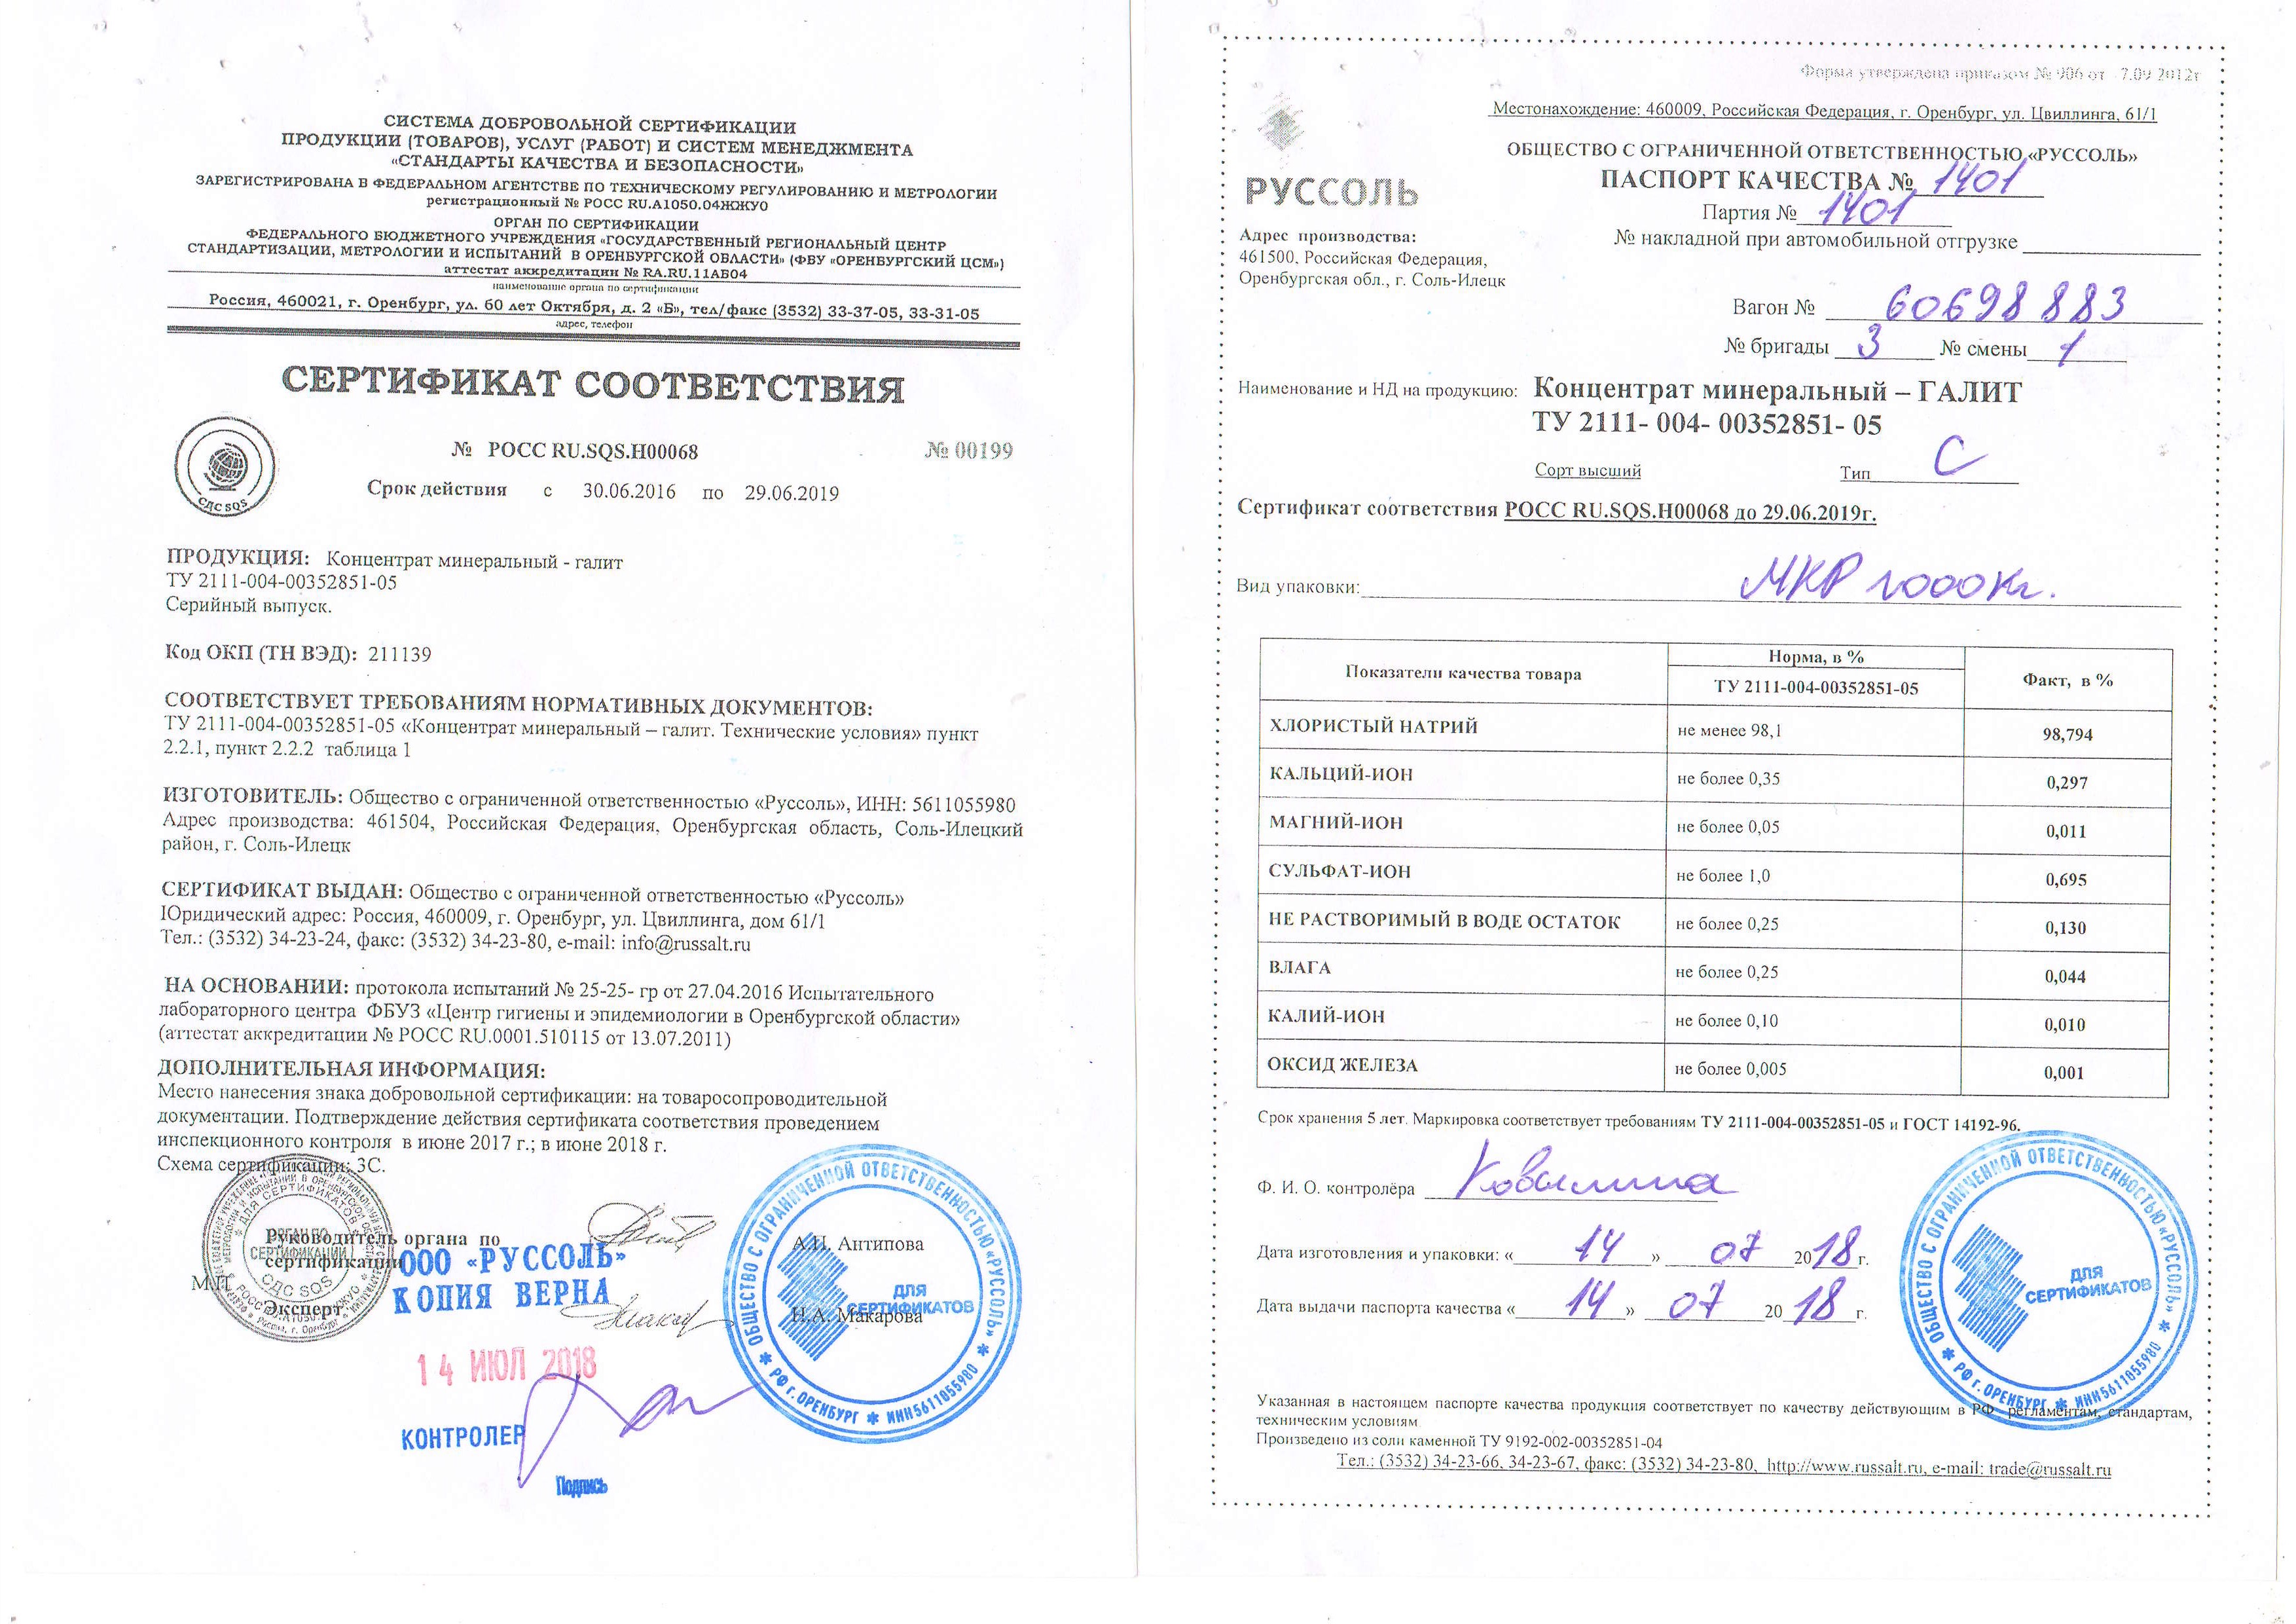 СИСТЕМА ДОБРОВОЛЬНОЙ СЕРТИФИКАЦИИ
ПРОДУКЦИИ (ТОВАРОВ), УСЛУГ (РАБОТ) И СИСТЕМ МЕНЕДЖМЕНТА
«СТАНДАРТЫ КАЧЕСТВА И БЕЗОПАСНОСТИ»
ЗАРЕГИСТРИРОВАНА В ФЕДЕРАЛЬНОМ АГЕНТСТВЕ ПО ТЕХНИЧЕСКОМУ РЕГУЛИРОВАНИЮ И МЕТРОЛОГИИ
регистрационный № РОСС RU.А1050.04ЖЖУ0
ОРГАН ПО СЕРТИФИКАЦИИ
ФЕДЕРАЛЬНОГО БЮДЖЕТНОГО УЧРЕЖДЕНИЯ «ГОСУДАРСТВЕННЫЙ РЕГИОНАЛЬНЫЙ ЦЕНТР
СТАНДАРТИЗАЦИИ, МЕТРОЛОГИИ И ИСПЫТАНИЙ В ОРЕНБУРГСКОЙ ОБЛАСТИ» (ФБУ «ОРЕНБУРГСКИЙ ЦСМ»)
аттестат аккредитации № RA.RU.11АБ04
наименование органа по сертификации
Россия, 460021, г. Оренбург, ул. 60 лет Октября, д. 2 «Б», тел/факс (3532) 33-37-05, 33-31-05
адрес, телефон
СЕРТИФИКАТ СООТВЕТСТВИЯ
СДС SQS
№ РОСС RU.SQS.Н00068 № 00199
Срок действия с 30.06.2016 по 29.06.2019
ПРОДУКЦИЯ: Концентрат минеральный - галит
ТУ 2111-004-00352851-05
Серийный выпуск.
Код ОКП (ТН ВЭД): 211139
СООТВЕТСТВУЕТ ТРЕБОВАНИЯМ НОРМАТИВНЫХ ДОКУМЕНТОВ:
ТУ 2111-004-00352851-05 «Концентрат минеральный – галит. Технические условия» пункт
2.2.1, пункт 2.2.2 таблица 1
ИЗГОТОВИТЕЛЬ: Общество с ограниченной ответственностью «Руссоль», ИНН: 5611055980
Адрес производства: 461504, Российская Федерация, Оренбургская область, Соль-Илецкий
район, г. Соль-Илецк
СЕРТИФИКАТ ВЫДАН: Общество с ограниченной ответственностью «Руссоль»
Юридический адрес: Россия, 460009, г. Оренбург, ул. Цвиллинга, дом 61/1
Тел.: (3532) 34-23-24, факс: (3532) 34-23-80, e-mail: info@russalt.ru
НА ОСНОВАНИИ: протокола испытаний № 25-25- гр от 27.04.2016 Испытательного
лабораторного центра ФБУЗ «Центр гигиены и эпидемиологии в Оренбургской области»
(аттестат аккредитации № РОСС RU.0001.510115 от 13.07.2011)
ДОПОЛНИТЕЛЬНАЯ ИНФОРМАЦИЯ:
Место нанесения знака добровольной сертификации: на товаросопроводительной
документации. Подтверждение действия сертификата соответствия проведением
инспекционного контроля в июне 2017 г.; в июне 2018 г.
Схема сертификации: 3С.
Руководитель органа по
сертификации
А.П. Антипова
М.П.
Эксперт
Н.А. Макарова
ОРГАН ПО СЕРТИФИКАЦИИ
СДС SQS
ДЛЯ СЕРТИФИКАТОВ
ООО «РУССОЛЬ»
КОПИЯ ВЕРНА
14 ИЮЛ 2018
КОНТРОЛЕР
Подпись
ОБЩЕСТВО С ОГРАНИЧЕННОЙ ОТВЕТСТВЕННОСТЬЮ «РУССОЛЬ» * РФ г. ОРЕНБУРГ * ИНН5611055980 *
ДЛЯ
СЕРТИФИКАТОВ
Форма утверждена приказом № 906 от 7.09 2012г
Местонахождение: 460009, Российская Федерация, г. Оренбург, ул. Цвиллинга, 61/1
РУССОЛЬ
ОБЩЕСТВО С ОГРАНИЧЕННОЙ ОТВЕТСТВЕННОСТЬЮ «РУССОЛЬ»
ПАСПОРТ КАЧЕСТВА № 1401
Партия № 1401
Адрес производства:
461500, Российская Федерация,
Оренбургская обл., г. Соль-Илецк
№ накладной при автомобильной отгрузке
Вагон № 60698883
№ бригады 3 № смены 1
Наименование и НД на продукцию: Концентрат минеральный – ГАЛИТ
ТУ 2111- 004- 00352851- 05
Сорт высший Тип С
Сертификат соответствия РОСС RU.SQS.Н00068 до 29.06.2019г.
Вид упаковки: МКР 1000кг.
Показатели качества товара Норма, в % Факт, в %
ТУ 2111-004-00352851-05
ХЛОРИСТЫЙ НАТРИЙ не менее 98,1 98,794
КАЛЬЦИЙ-ИОН не более 0,35 0,297
МАГНИЙ-ИОН не более 0,05 0,011
СУЛЬФАТ-ИОН не более 1,0 0,695
НЕ РАСТВОРИМЫЙ В ВОДЕ ОСТАТОК не более 0,25 0,130
ВЛАГА не более 0,25 0,044
КАЛИЙ-ИОН не более 0,10 0,010
ОКСИД ЖЕЛЕЗА не более 0,005 0,001
Срок хранения 5 лет. Маркировка соответствует требованиям ТУ 2111-004-00352851-05 и ГОСТ 14192-96.
Ф. И. О. контролёра
Дата изготовления и упаковки: « 14 » 07 2018 г.
Дата выдачи паспорта качества « 14 » 07 2018 г.
ОБЩЕСТВО С ОГРАНИЧЕННОЙ ОТВЕТСТВЕННОСТЬЮ «РУССОЛЬ» * РФ г. ОРЕНБУРГ * ИНН5611055980 *
ДЛЯ
СЕРТИФИКАТОВ
Указанная в настоящем паспорте качества продукция соответствует по качеству действующим в РФ регламентам, стандартам,
техническим условиям
Произведено из соли каменной ТУ 9192-002-00352851-04
Тел.: (3532) 34-23-66, 34-23-67, факс: (3532) 34-23-80, http://www.russalt.ru, e-mail: trade@russalt.ru